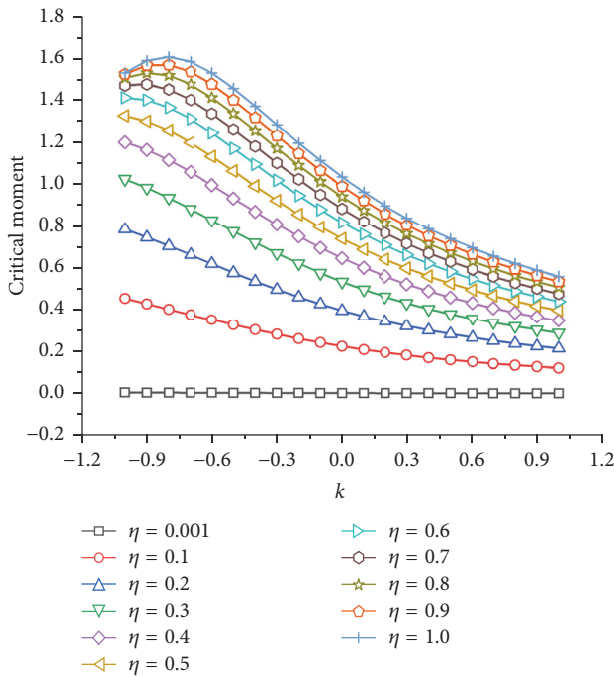 1.8
1.6
1.4
1.2
1.0
0.8
0.6
0.4
0.2
0.0
−0.2
Critical moment
−1.2 −0.9 −0.6 −0.3 0.0 0.3 0.6 0.9 1.2
k
η = 0.001
η = 0.1
η = 0.2
η = 0.3
η = 0.4
η = 0.5
η = 0.6
η = 0.7
η = 0.8
η = 0.9
η = 1.0